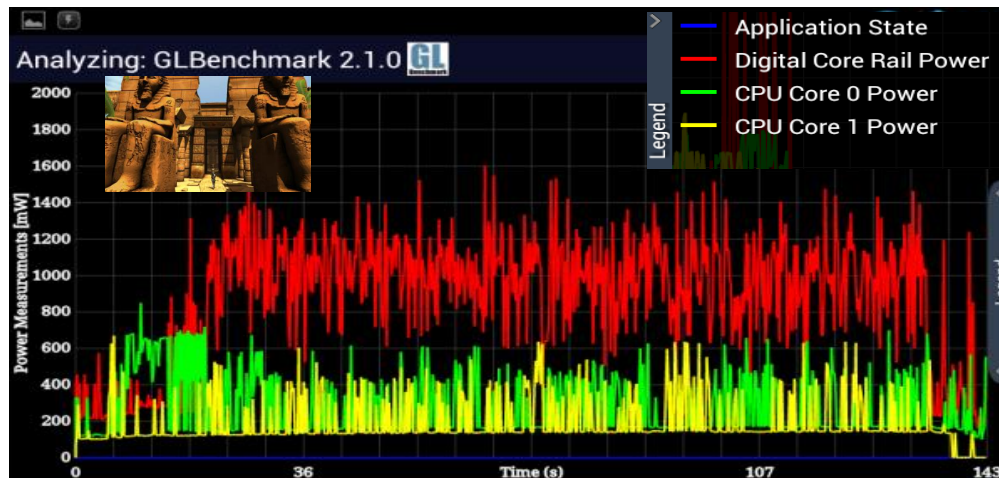 Analyzing: GLBenchmark 2.1.0
GL
Benchmark
Legend
Application State
Digital Core Rail Power
CPU Core 0 Power
CPU Core 1 Power
Power Measurements [mW]
2000
1800
1600
1400
1200
1000
800
600
400
200
0
0
36
Time (s)
107
143